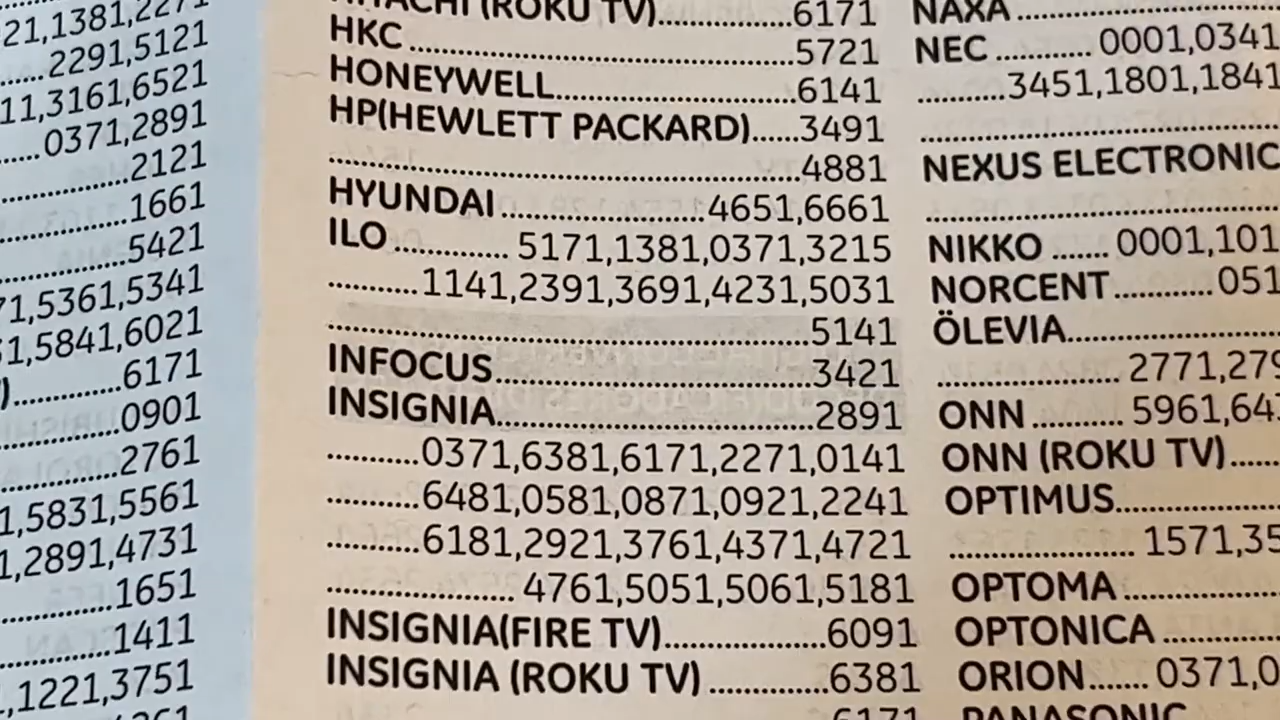 21,1381,2271
......2291,5121
11,3161,6521
......0371,2891
......2121
......1661
......5421
71,5361,5341
1,5841,6021
)......6171
......0901
......2761
1,5831,5561
1,2891,4731
......1651
......1411
,1221,3751
HITACHI (ROKU TV)......6171
HKC......5721
HONEYWELL......6141
HP(HEWLETT PACKARD)......3491
......4881
HYUNDAI......4651,6661
ILO......5171,1381,0371,3215
......1141,2391,3691,4231,5031
......5141
INFOCUS......3421
INSIGNIA......2891
......0371,6381,6171,2271,0141
......6481,0581,0871,0921,2241
......6181,2921,3761,4371,4721
......4761,5051,5061,5181
INSIGNIA(FIRE TV)......6091
INSIGNIA (ROKU TV)......6381
......6171
NAXA......
NEC......0001,0341
......3451,1801,1841
......
NEXUS ELECTRONIC
......
NIKKO......0001,101
NORCENT......051
ÖLEVIA......
......2771,279
ONN......5961,64
ONN (ROKU TV)......
OPTIMUS......
......1571,35
OPTOMA......
OPTONICA......
ORION......0371,0
PANASONIC